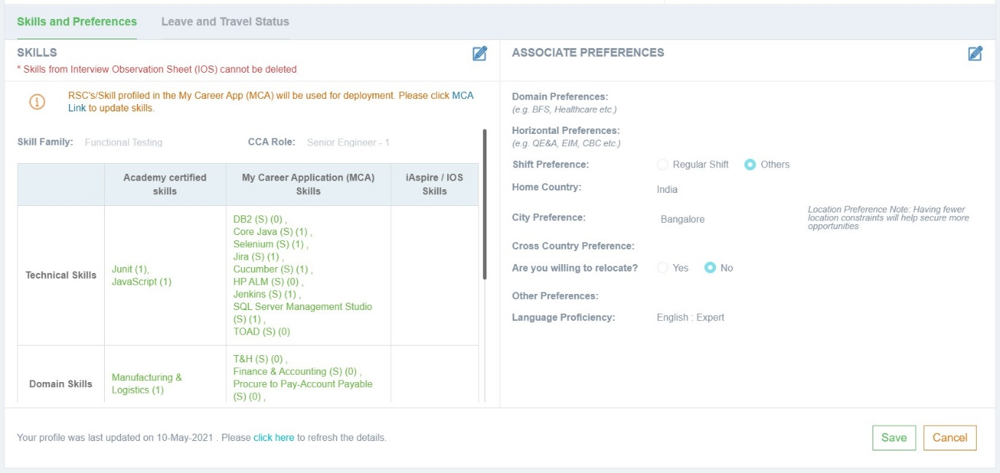 Skills and Preferences
Leave and Travel Status
SKILLS
* Skills from Interview Observation Sheet (IOS) cannot be deleted
RSC's/Skill profiled in the My Career App (MCA) will be used for deployment. Please click MCA
Link to update skills.
Skill Family: Functional Testing
CCA Role: Senior Engineer - 1
Academy certified
skills
My Career Application (MCA)
Skills
iAspire / IOS
Skills
Technical Skills
Junit (1),
JavaScript (1)
DB2 (S) (0) ,
Core Java (S) (1) ,
Selenium (S) (1) ,
Jira (S) (1) ,
Cucumber (S) (1) ,
HP ALM (S) (0) ,
Jenkins (S) (1) ,
SQL Server Management Studio
(S) (1) ,
TOAD (S) (0)
Domain Skills
Manufacturing &
Logistics (1)
T&H (S) (0) ,
Finance & Accounting (S) (0) ,
Procure to Pay-Account Payable
(S) (0) ,
ASSOCIATE PREFERENCES
Domain Preferences:
(e.g. BFS, Healthcare etc.)
Horizontal Preferences:
(e.g. QE&A, EIM, CBC etc.)
Shift Preference: Regular Shift Others
Home Country: India
City Preference: Bangalore
Location Preference Note: Having fewer
location constraints will help secure more
opportunities
Cross Country Preference:
Are you willing to relocate? Yes No
Other Preferences:
Language Proficiency: English : Expert
Your profile was last updated on 10-May-2021 . Please click here to refresh the details.
Save
Cancel